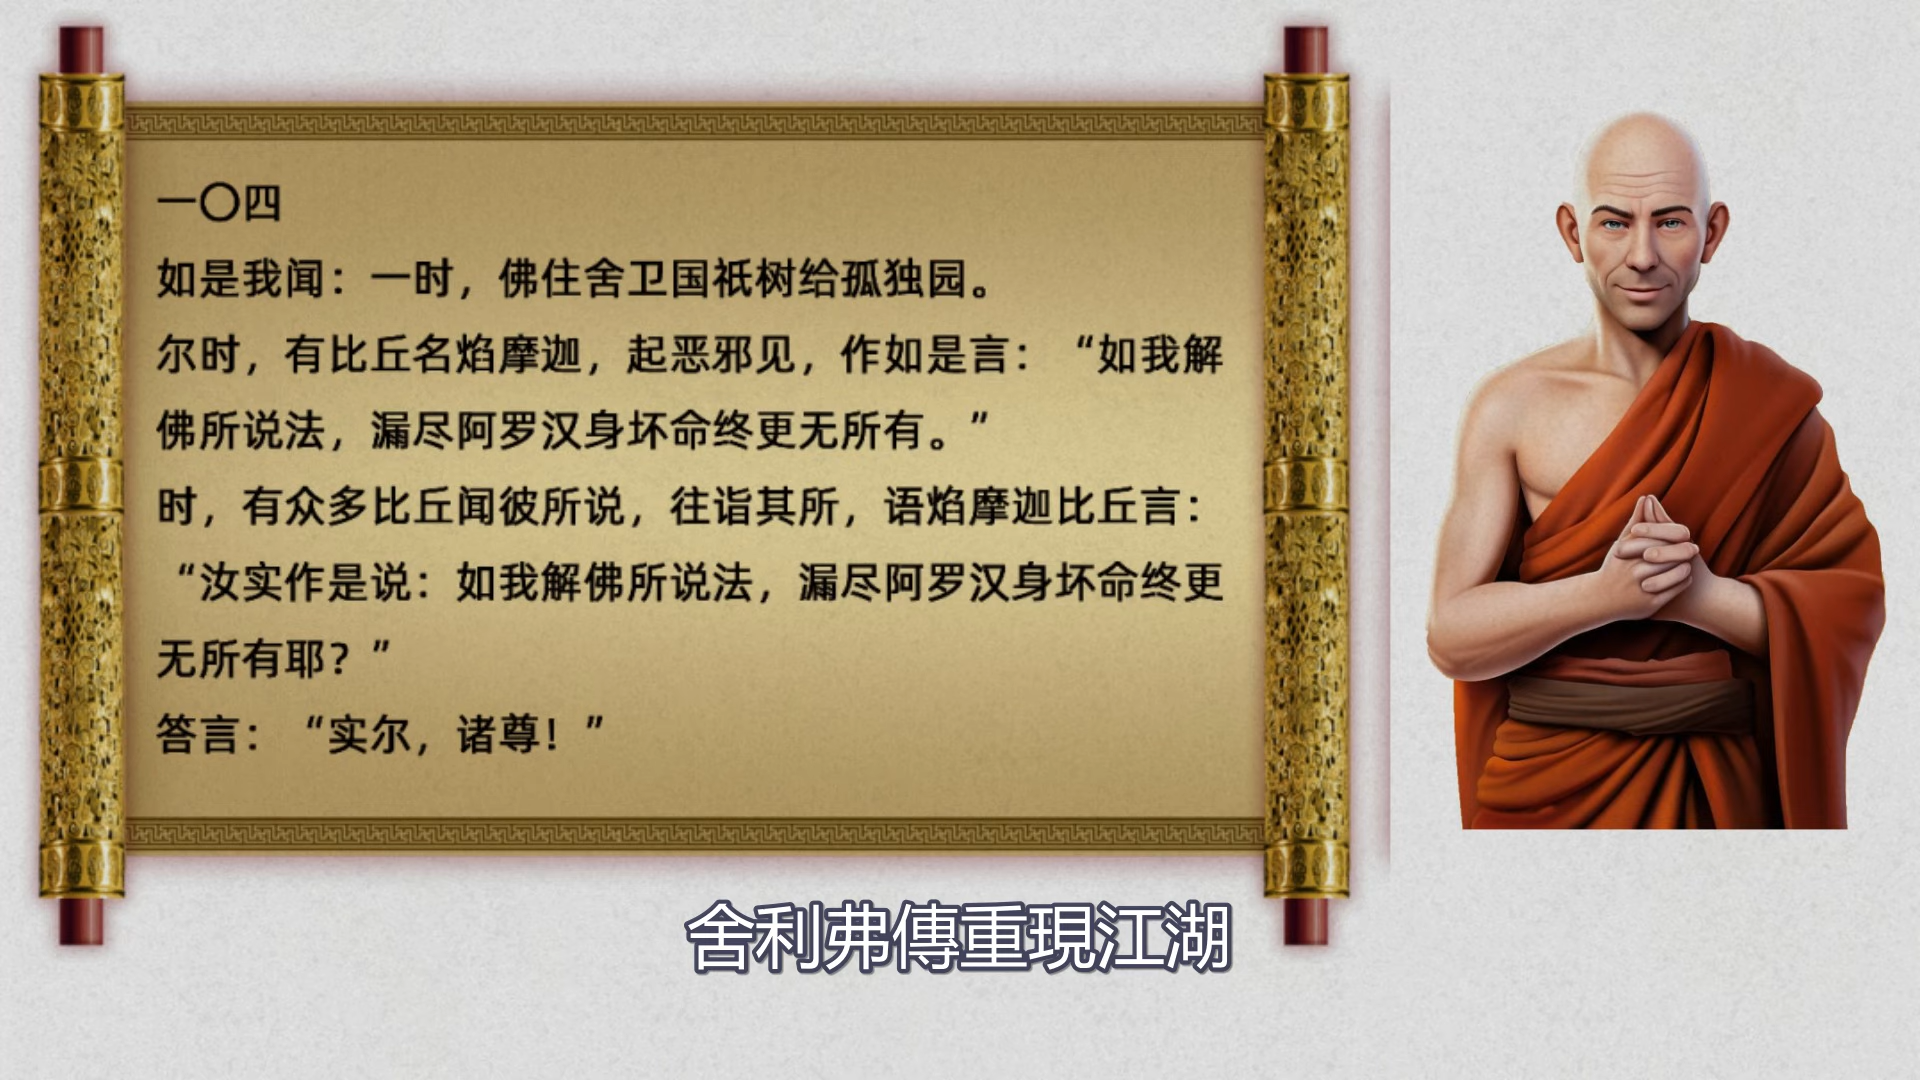 一〇四
如是我闻：一时，佛住舍卫国祇树给孤独园。
尔时，有比丘名焰摩迦，起恶邪见，作如是言：“如我解
佛所说法，漏尽阿罗汉身坏命终更无所有。”
时，有众多比丘闻彼所说，往诣其所，语焰摩迦比丘言：
“汝实作是说：如我解佛所说法，漏尽阿罗汉身坏命终更
无所有耶？”
答言：“实尔，诸尊！”
舍利弗傳重現江湖